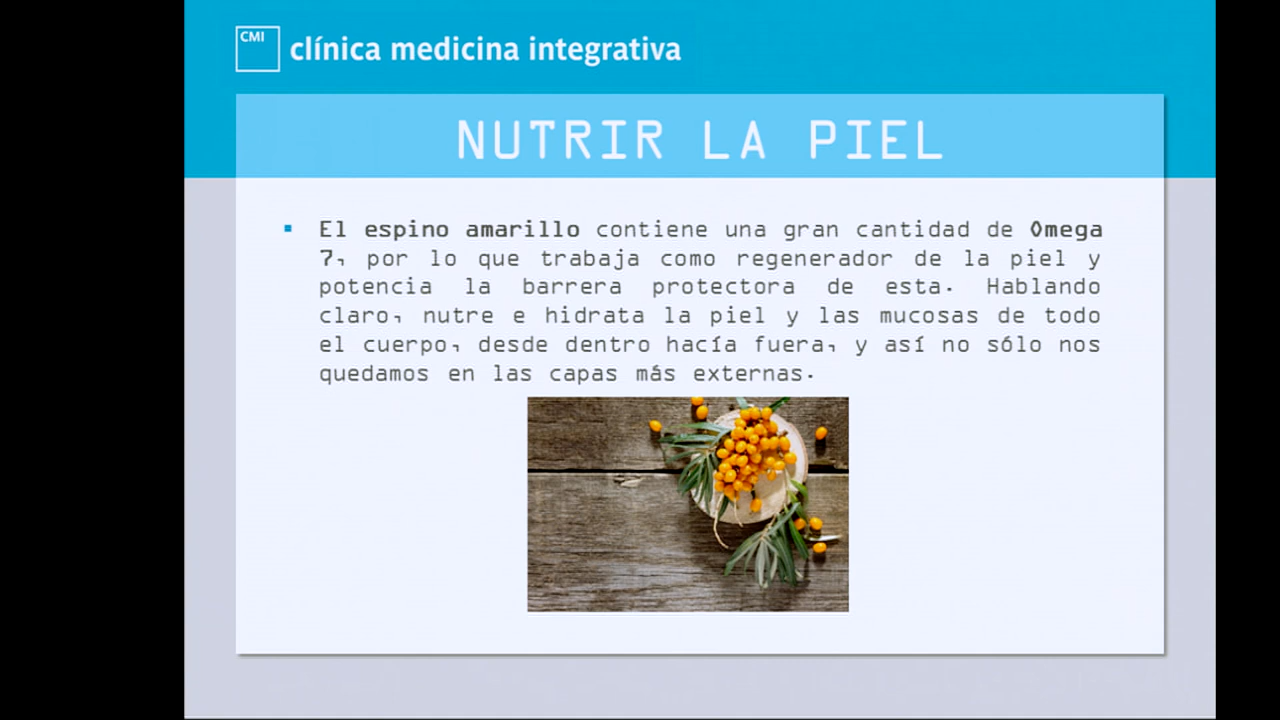 CMI
clínica medicina integrativa
NUTRIR LA PIEL
▪ El espino amarillo contiene una gran cantidad de Omega
7, por lo que trabaja como regenerador de la piel y
potencia la barrera protectora de esta. Hablando
claro, nutre e hidrata la piel y las mucosas de todo
el cuerpo, desde dentro hacía fuera, y así no sólo nos
quedamos en las capas más externas.